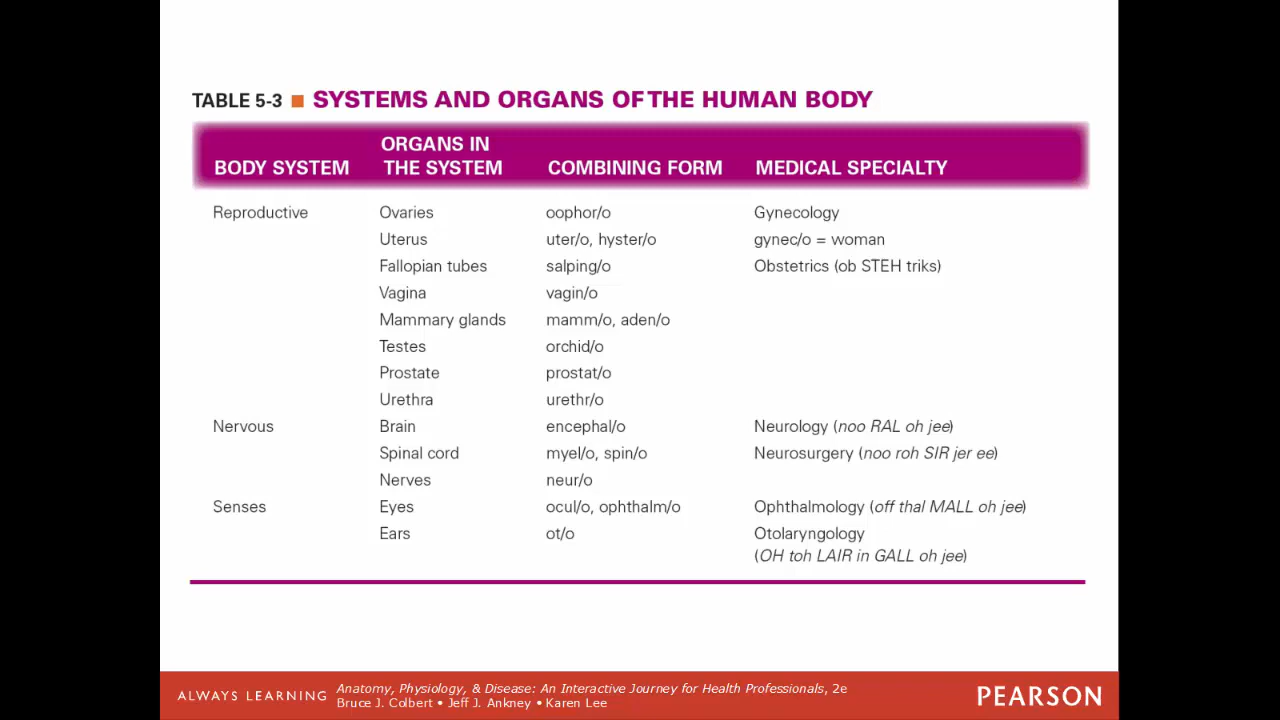 TABLE 5-3 ■ SYSTEMS AND ORGANS OF THE HUMAN BODY
BODY SYSTEM ORGANS IN THE SYSTEM COMBINING FORM MEDICAL SPECIALTY
Reproductive Ovaries oophor/o Gynecology
Uterus uter/o, hyster/o gynec/o = woman
Fallopian tubes salping/o Obstetrics (ob STEH triks)
Vagina vagin/o
Mammary glands mamm/o, aden/o
Testes orchid/o
Prostate prostat/o
Urethra urethr/o
Nervous Brain encephal/o Neurology (noo RAL oh jee)
Spinal cord myel/o, spin/o Neurosurgery (noo roh SIR jer ee)
Nerves neur/o
Senses Eyes ocul/o, ophthalm/o Ophthalmology (off thal MALL oh jee)
Ears ot/o Otolaryngology
(OH toh LAIR in GALL oh jee)
ALWAYS LEARNING
Anatomy, Physiology, & Disease: An Interactive Journey for Health Professionals, 2e
Bruce J. Colbert • Jeff J. Ankney • Karen Lee
PEARSON